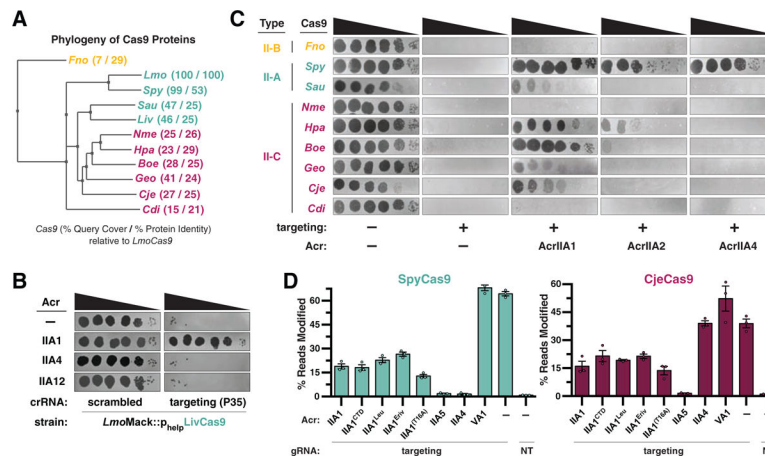 A
Phylogeny of Cas9 Proteins
Fno (7 / 29)
Lmo (100 / 100)
Spy (99 / 53)
Sau (47 / 25)
Liv (46 / 25)
Nme (25 / 26)
Hpa (23 / 29)
Boe (28 / 25)
Geo (41 / 24)
Cje (27 / 25)
Cdi (15 / 21)
Cas9 (% Query Cover / % Protein Identity)
relative to LmoCas9
B
Acr
–
IIA1
IIA4
IIA12
crRNA: scrambled targeting (P35)
strain: LmoMack::phelpLivCas9
C
Type Cas9
II-B Fno
II-A Spy
Sau
Nme
Hpa
II-C Boe
Geo
Cje
Cdi
targeting: – + + + +
Acr: – – AcrIIA1 AcrIIA2 AcrIIA4
D
SpyCas9
% Reads Modified
60
45
30
15
0
Acr: IIA1 IIA1CTD IIA1Leu IIA1Eriv IIA1(T16A) IIA5 IIA4 VA1 – –
gRNA: targeting NT
CjeCas9
% Reads Modified
60
45
30
15
0
IIA1 IIA1CTD IIA1Leu IIA1Eriv IIA1(T16A) IIA5 IIA4 VA1 –
targeting